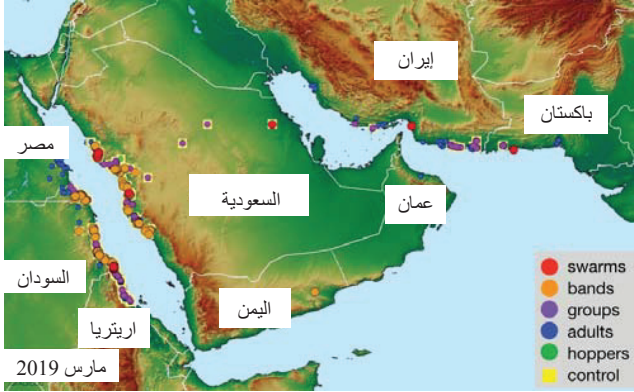 إيران
باكستان
مصر
السعودية
عمان
السودان
اليمن
اريتريا
مارس 2019
swarms
bands
groups
adults
hoppers
control